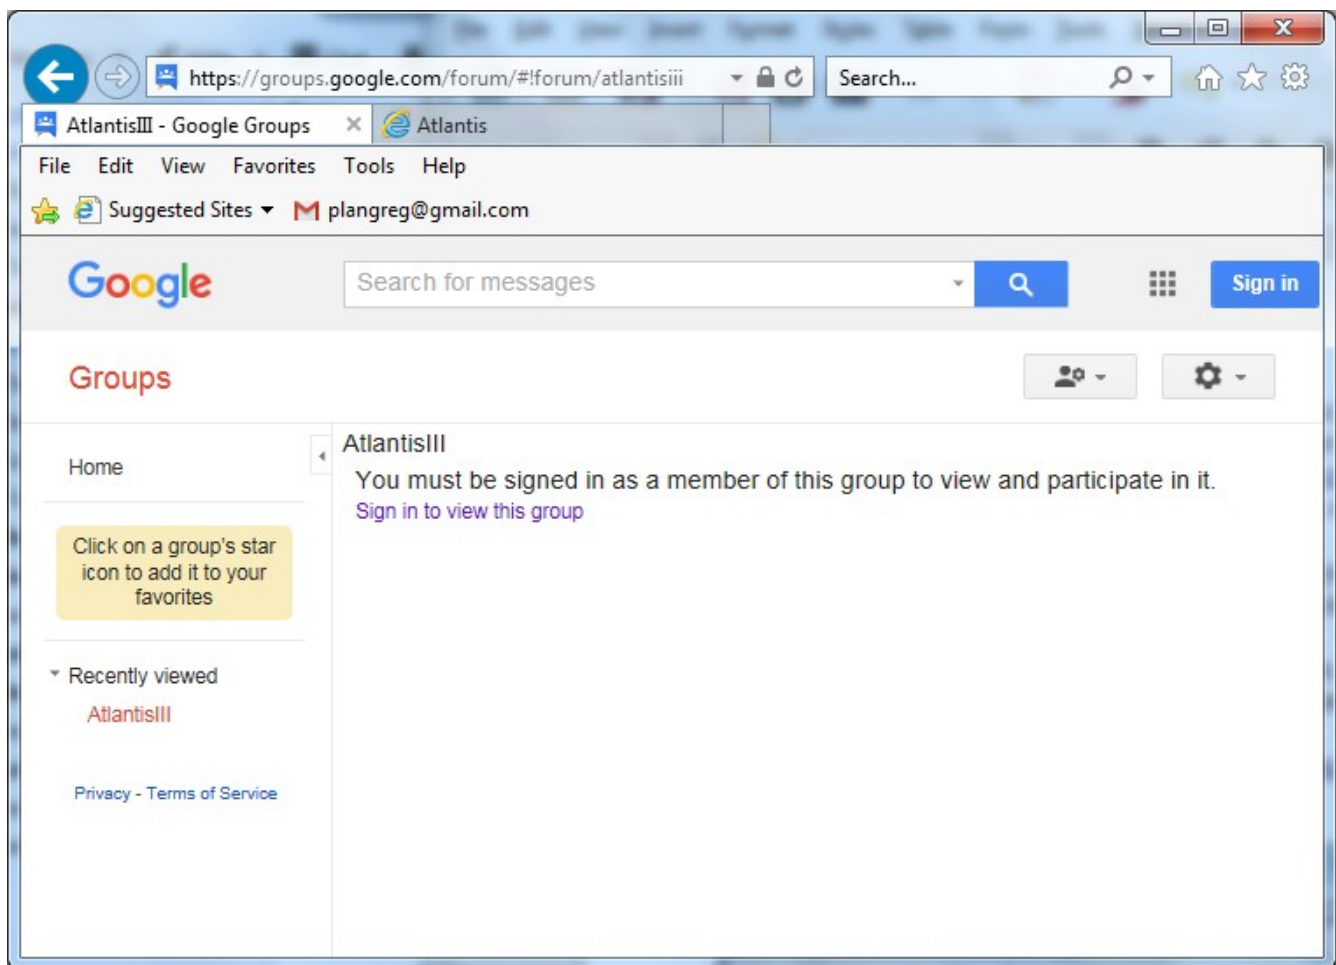 https://groups.google.com/forum/#!forum/atlantisiii
Search...
AtlantisⅢ - Google Groups
Atlantis
File Edit View Favorites Tools Help
Suggested Sites
plangreg@gmail.com
Google
Search for messages
Sign in
Groups
Home
Click on a group's star
icon to add it to your
favorites
Recently viewed
AtlantisIII
Privacy - Terms of Service
AtlantisIII
You must be signed in as a member of this group to view and participate in it.
Sign in to view this group